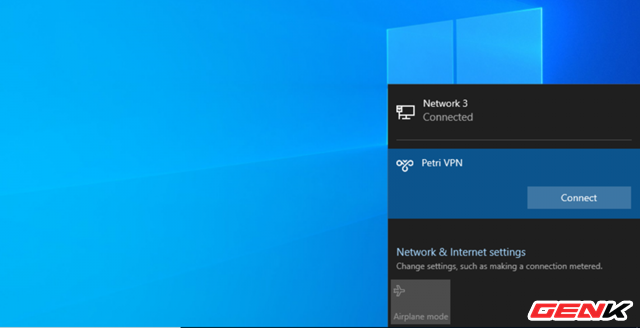 Network 3
Connected
Petri VPN
Connect
Network & Internet settings
Change settings, such as making a connection metered.
Airplane mode
GENK